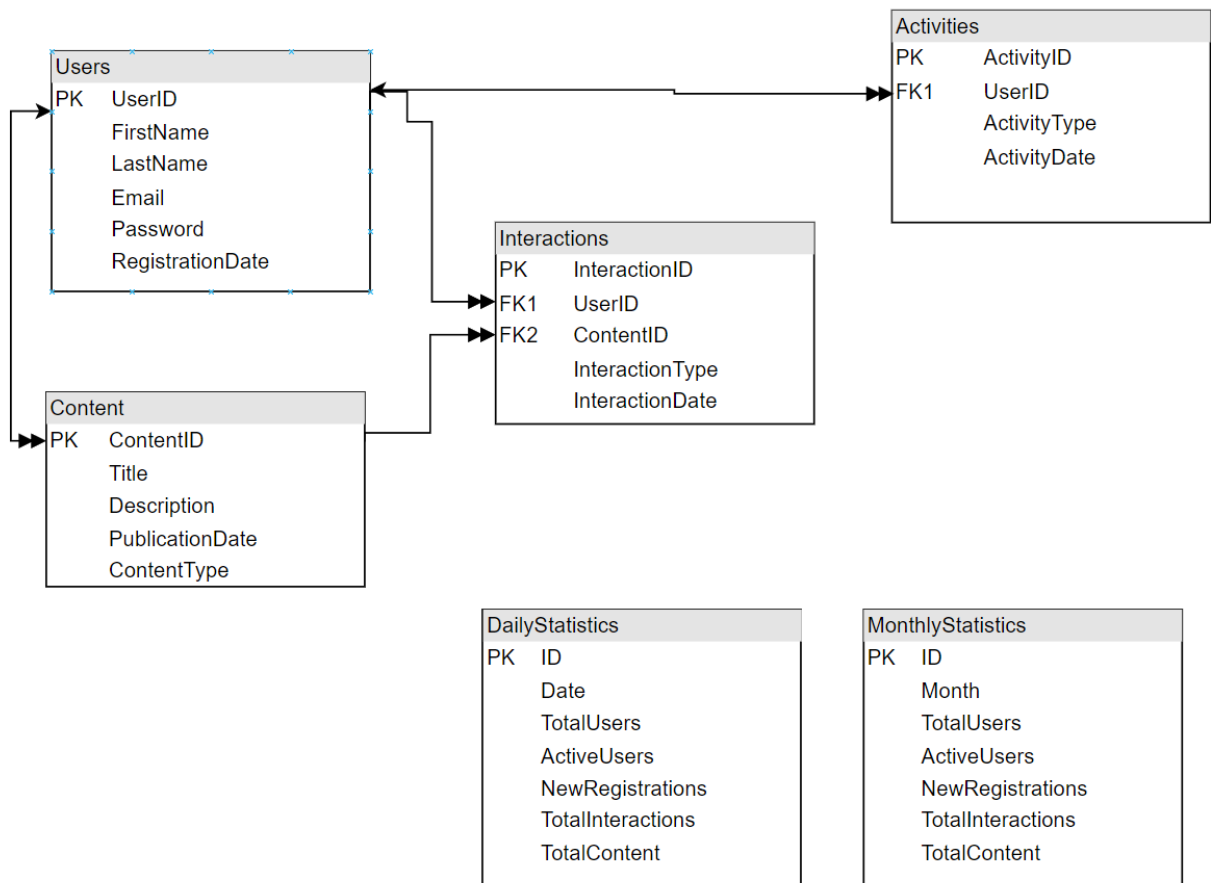 Users
PK UserID
FirstName
LastName
Email
Password
RegistrationDate
Activities
PK ActivityID
FK1 UserID
ActivityType
ActivityDate
Interactions
PK InteractionID
FK1 UserID
FK2 ContentID
InteractionType
InteractionDate
Content
PK ContentID
Title
Description
PublicationDate
ContentType
DailyStatistics
PK ID
Date
TotalUsers
ActiveUsers
NewRegistrations
TotalInteractions
TotalContent
MonthlyStatistics
PK ID
Month
TotalUsers
ActiveUsers
NewRegistrations
TotalInteractions
TotalContent